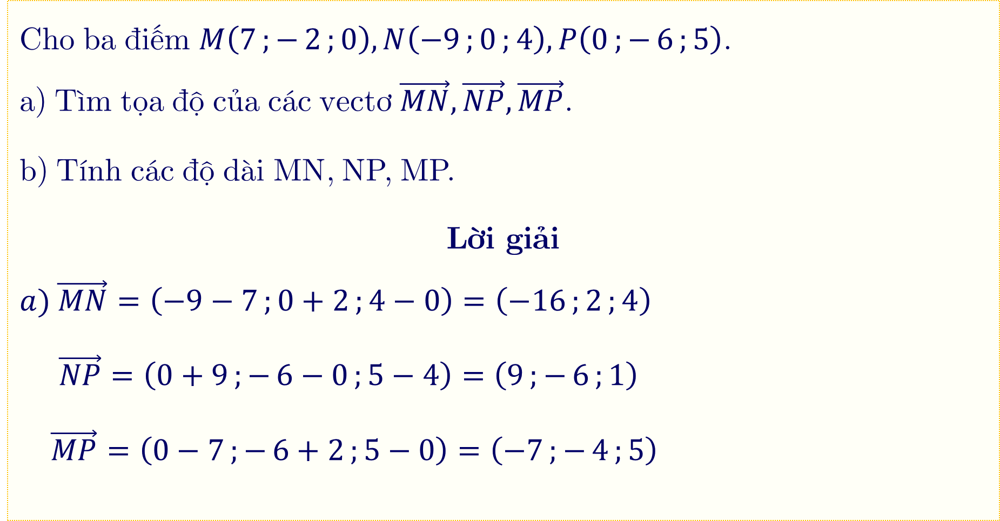 Cho ba điểm M(7 ; − 2 ; 0), N(−9 ; 0 ; 4), P(0 ; − 6 ; 5).
a) Tìm tọa độ của các vectơ $\overrightarrow{MN}, \overrightarrow{NP}, \overrightarrow{MP}$.
b) Tính các độ dài MN, NP, MP.
Lời giải
a) $\overrightarrow{MN}$ = (−9 − 7 ; 0 + 2 ; 4 − 0) = (−16 ; 2 ; 4)
$\overrightarrow{NP}$ = (0 + 9 ; − 6 − 0 ; 5 − 4) = (9 ; − 6 ; 1)
$\overrightarrow{MP}$ = (0 − 7 ; − 6 + 2 ; 5 − 0) = (−7 ; − 4 ; 5)